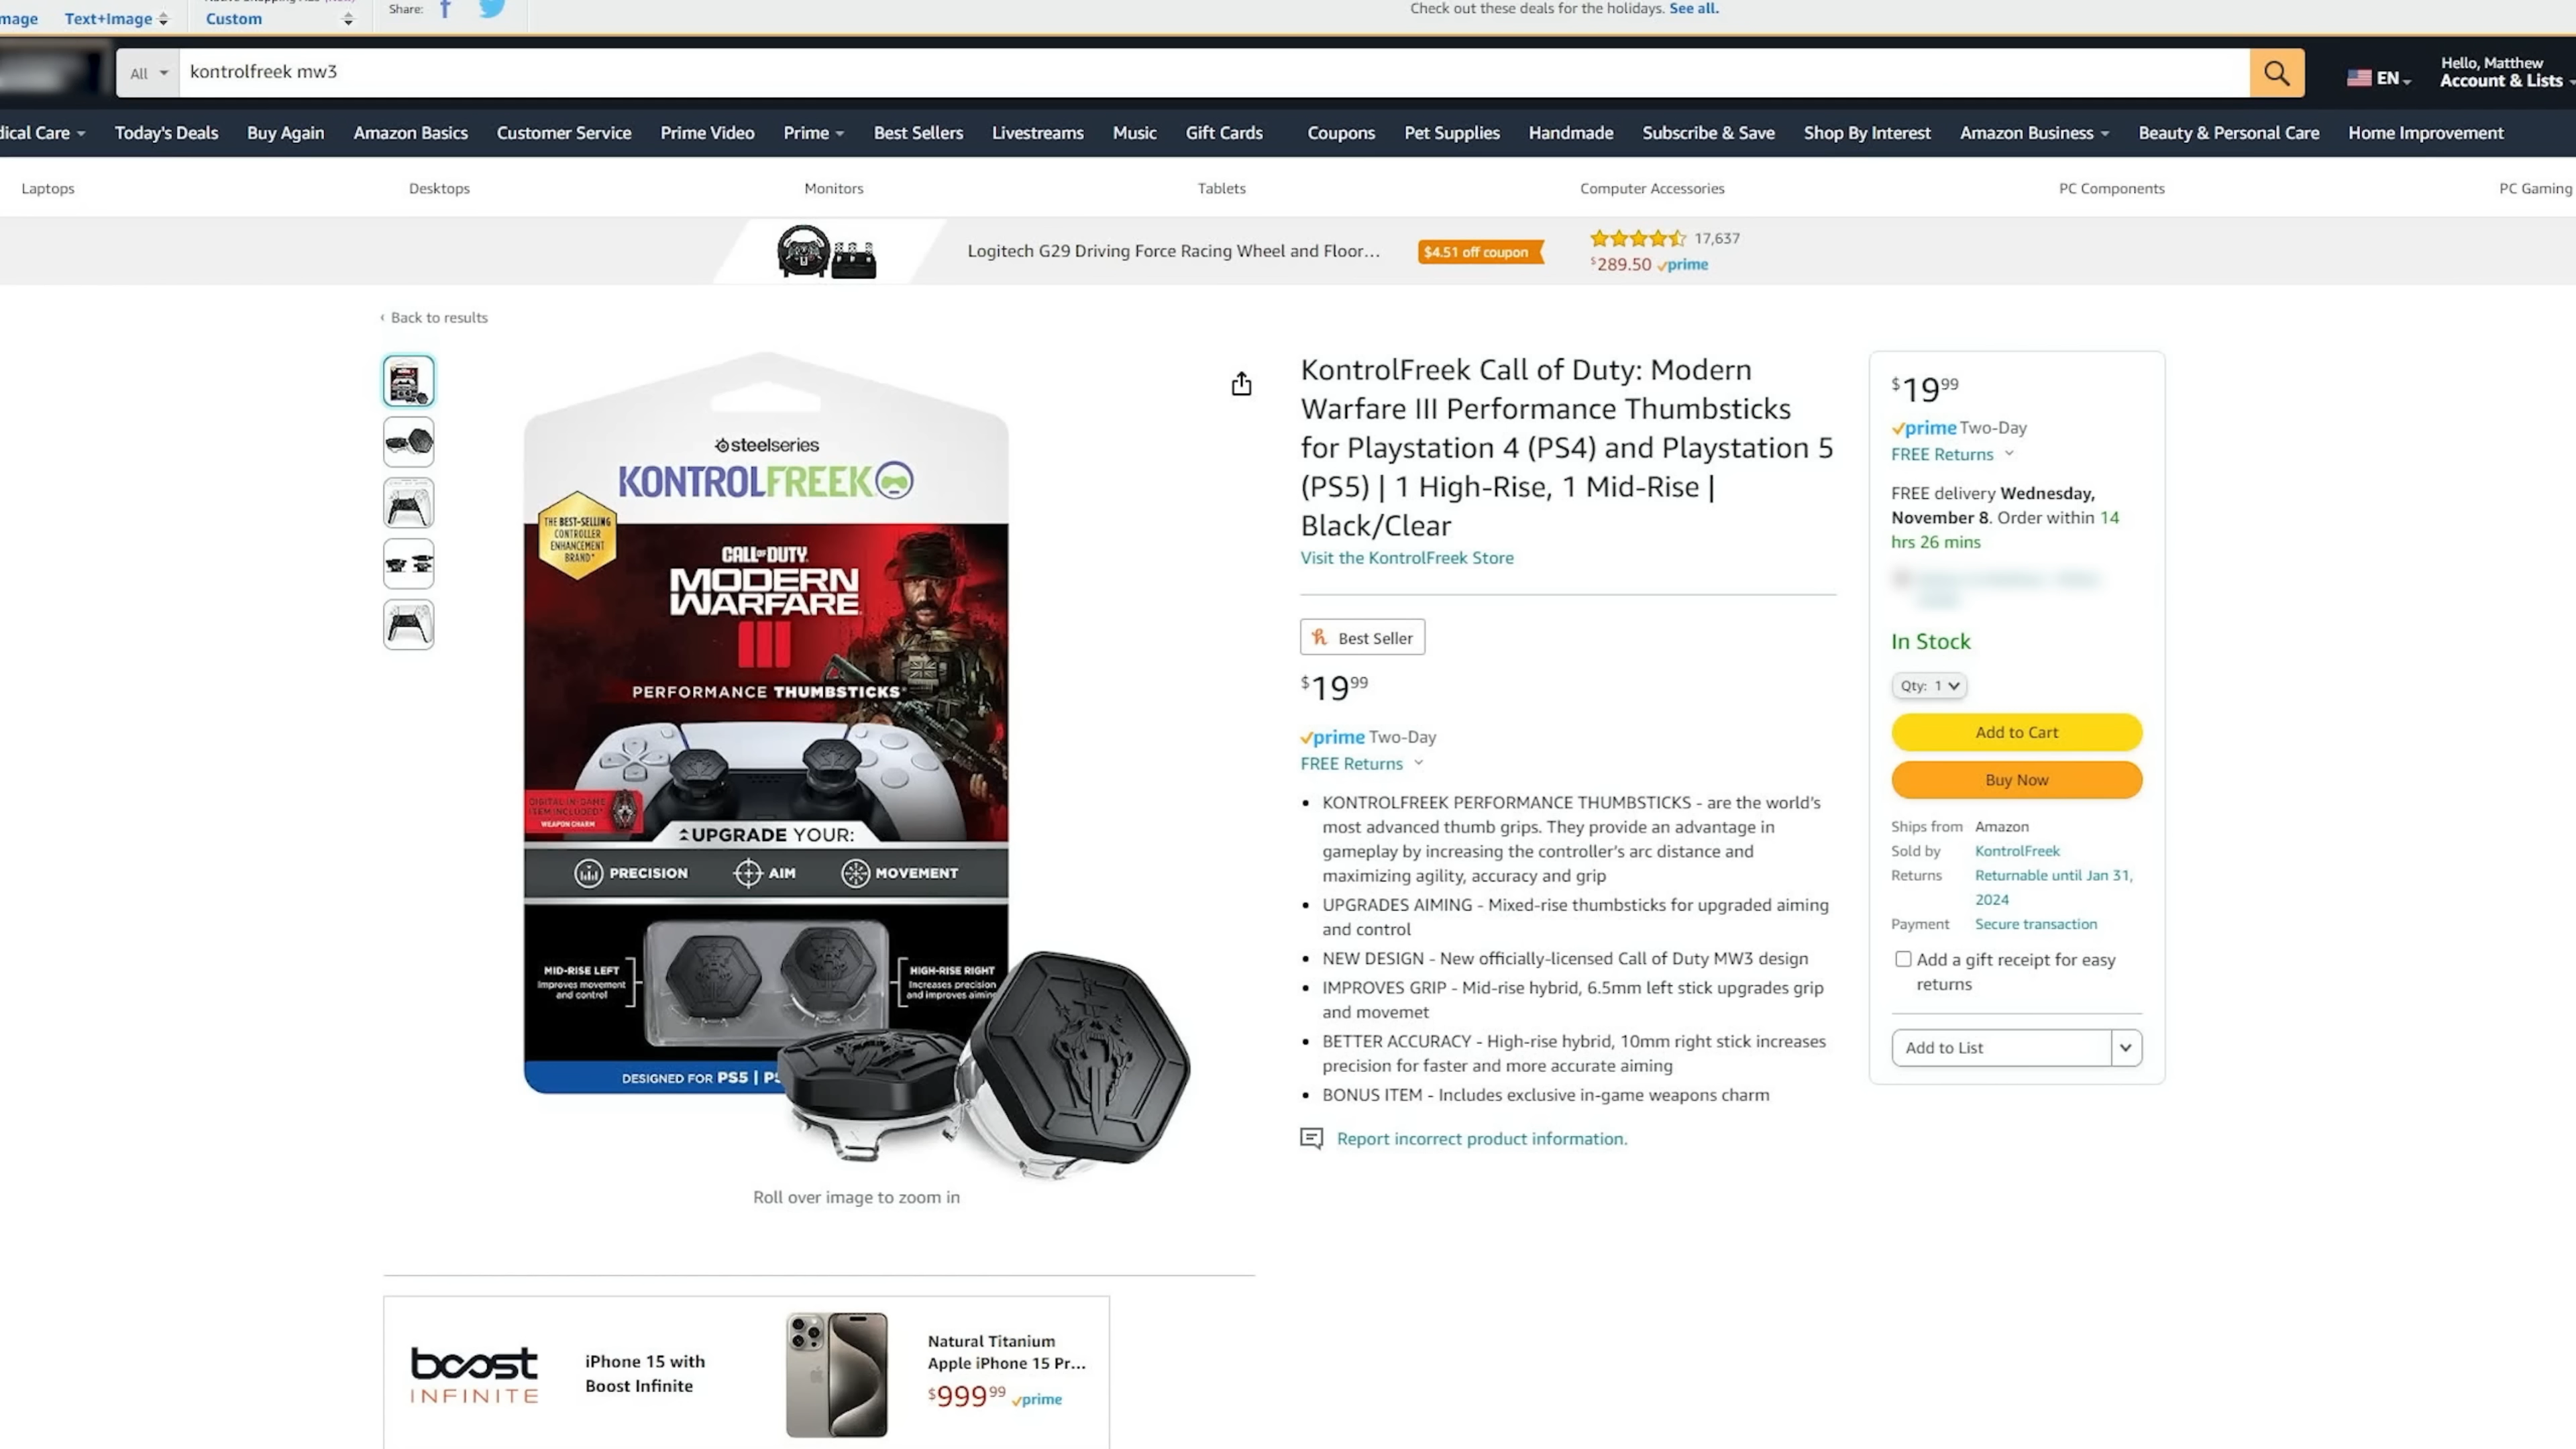 mage Text+Image
Custom
Share:
Check out these deals for the holidays. See all.
All kontrolfreek mw3
EN
Hello, Matthew
Account & Lists
dical Care Today's Deals Buy Again Amazon Basics Customer Service Prime Video Prime Best Sellers Livestreams Music Gift Cards Coupons Pet Supplies Handmade Subscribe & Save Shop By Interest Amazon Business Beauty & Personal Care Home Improvement
Laptops Desktops Monitors Tablets Computer Accessories PC Components PC Gaming
Logitech G29 Driving Force Racing Wheel and Floor...
$4.51 off coupon
17,637
$289.50 prime
‹ Back to results
steelseries
KONTROLFREEK
THE BEST-SELLING
CONTROLLER
ENHANCEMENT
BRAND*
CALL OF DUTY
MODERN
WARFARE
III
PERFORMANCE THUMBSTICKS
DIGITAL IN-GAME
ITEM INCLUDED*
WEAPON CHARM
UPGRADE YOUR:
PRECISION AIM MOVEMENT
MID-RISE LEFT
Improves movement
and control
HIGH-RISE RIGHT
Increases precision
and improves aiming
DESIGNED FOR PS5 | PS
Roll over image to zoom in
KontrolFreek Call of Duty: Modern
Warfare III Performance Thumbsticks
for Playstation 4 (PS4) and Playstation 5
(PS5) | 1 High-Rise, 1 Mid-Rise |
Black/Clear
Visit the KontrolFreek Store
Best Seller
$19 99
prime Two-Day
FREE Returns
• KONTROLFREEK PERFORMANCE THUMBSTICKS - are the world's
most advanced thumb grips. They provide an advantage in
gameplay by increasing the controller's arc distance and
maximizing agility, accuracy and grip
• UPGRADES AIMING - Mixed-rise thumbsticks for upgraded aiming
and control
• NEW DESIGN - New officially-licensed Call of Duty MW3 design
• IMPROVES GRIP - Mid-rise hybrid, 6.5mm left stick upgrades grip
and movemet
• BETTER ACCURACY - High-rise hybrid, 10mm right stick increases
precision for faster and more accurate aiming
• BONUS ITEM - Includes exclusive in-game weapons charm
Report incorrect product information.
$19 99
prime Two-Day
FREE Returns
FREE delivery Wednesday,
November 8. Order within 14
hrs 26 mins
In Stock
Qty: 1
Add to Cart
Buy Now
Ships from Amazon
Sold by KontrolFreek
Returns Returnable until Jan 31,
2024
Payment Secure transaction
Add a gift receipt for easy
returns
Add to List
boost
INFINITE
iPhone 15 with
Boost Infinite
Natural Titanium
Apple iPhone 15 Pr...
$999 99 prime